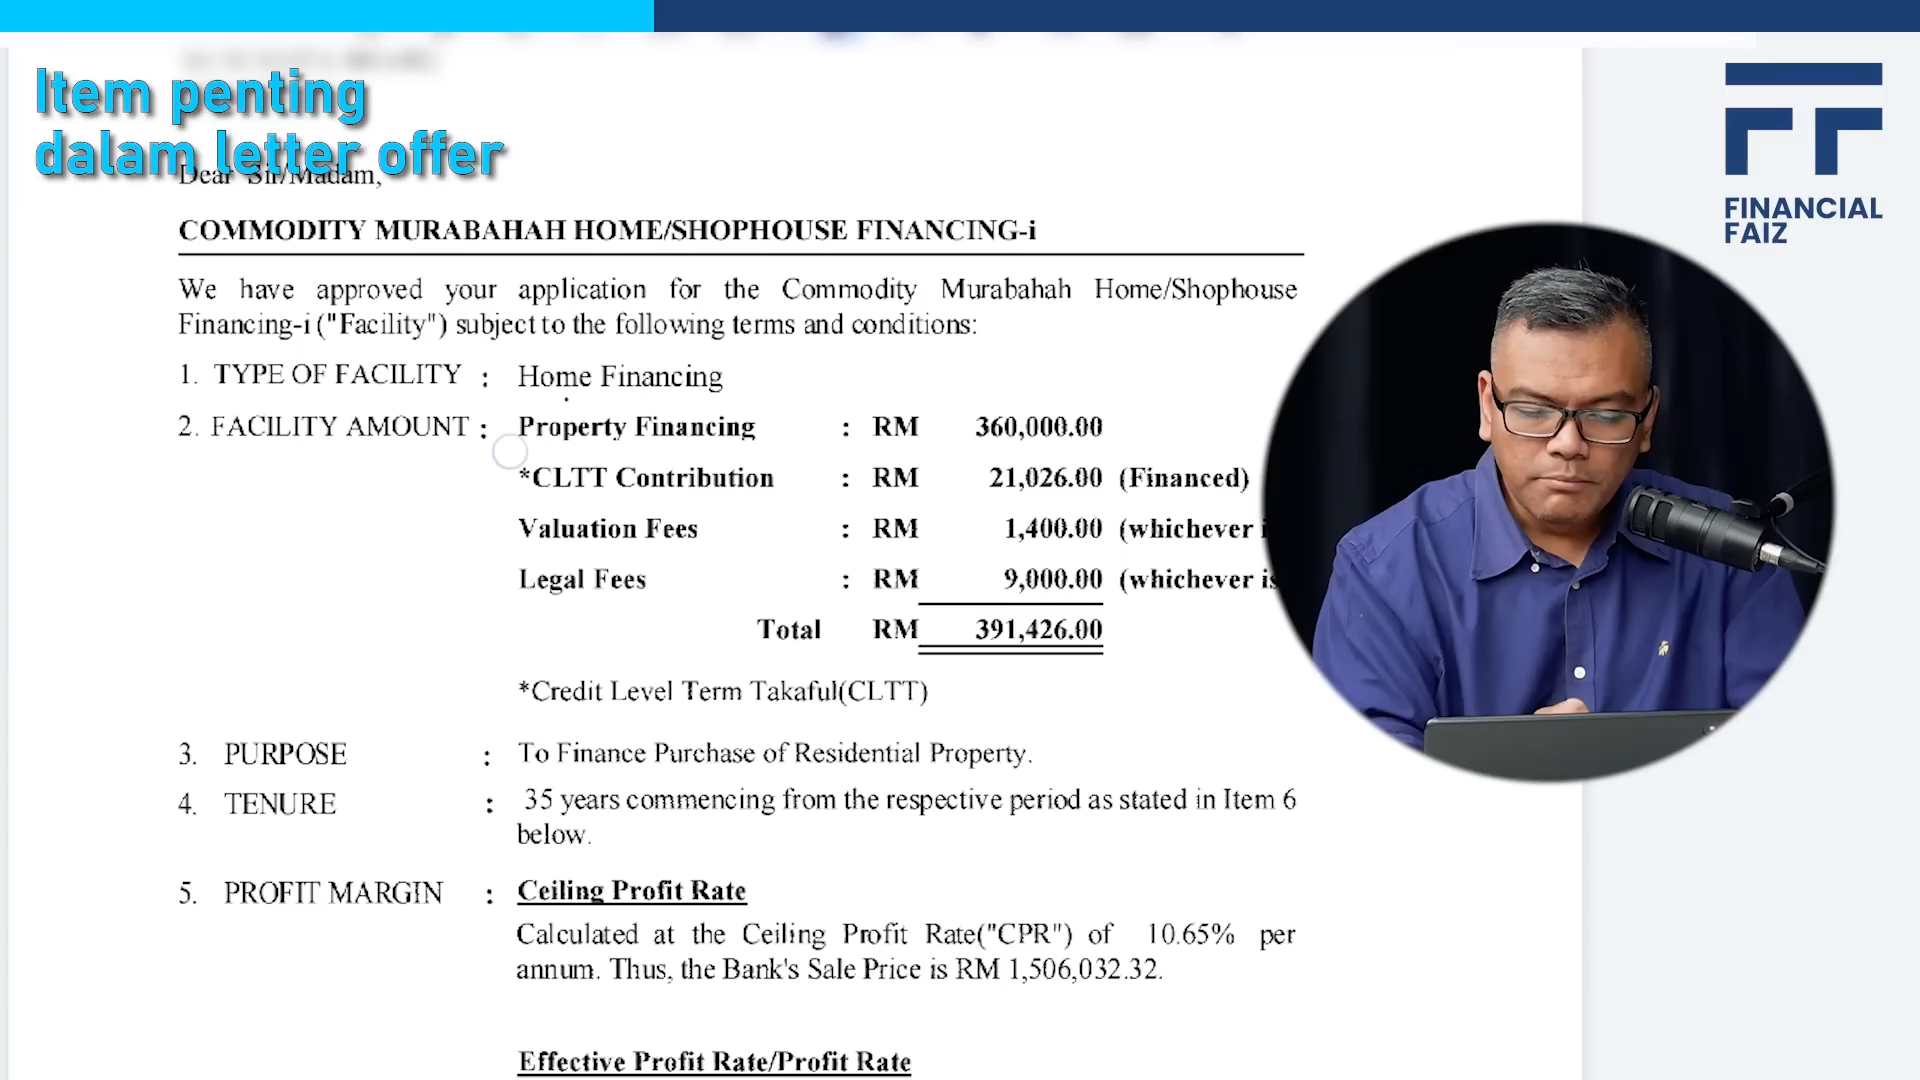 Item penting
dalam letter offer
FINANCIAL
FAIZ
Dear Sir/Madam,
COMMODITY MURABAHAH HOME/SHOPHOUSE FINANCING-i
We have approved your application for the Commodity Murabahah Home/Shophouse
Financing-i ("Facility") subject to the following terms and conditions:
1. TYPE OF FACILITY : Home Financing
2. FACILITY AMOUNT : Property Financing : RM 360,000.00
*CLTT Contribution : RM 21,026.00 (Financed)
Valuation Fees : RM 1,400.00 (whichever
Legal Fees : RM 9,000.00 (whichever
Total RM 391,426.00
*Credit Level Term Takaful(CLTT)
3. PURPOSE : To Finance Purchase of Residential Property.
4. TENURE : 35 years commencing from the respective period as stated in Item 6
below.
5. PROFIT MARGIN : Ceiling Profit Rate
Calculated at the Ceiling Profit Rate("CPR") of 10.65% per
annum. Thus, the Bank's Sale Price is RM 1,506,032.32.
Effective Profit Rate/Profit Rate